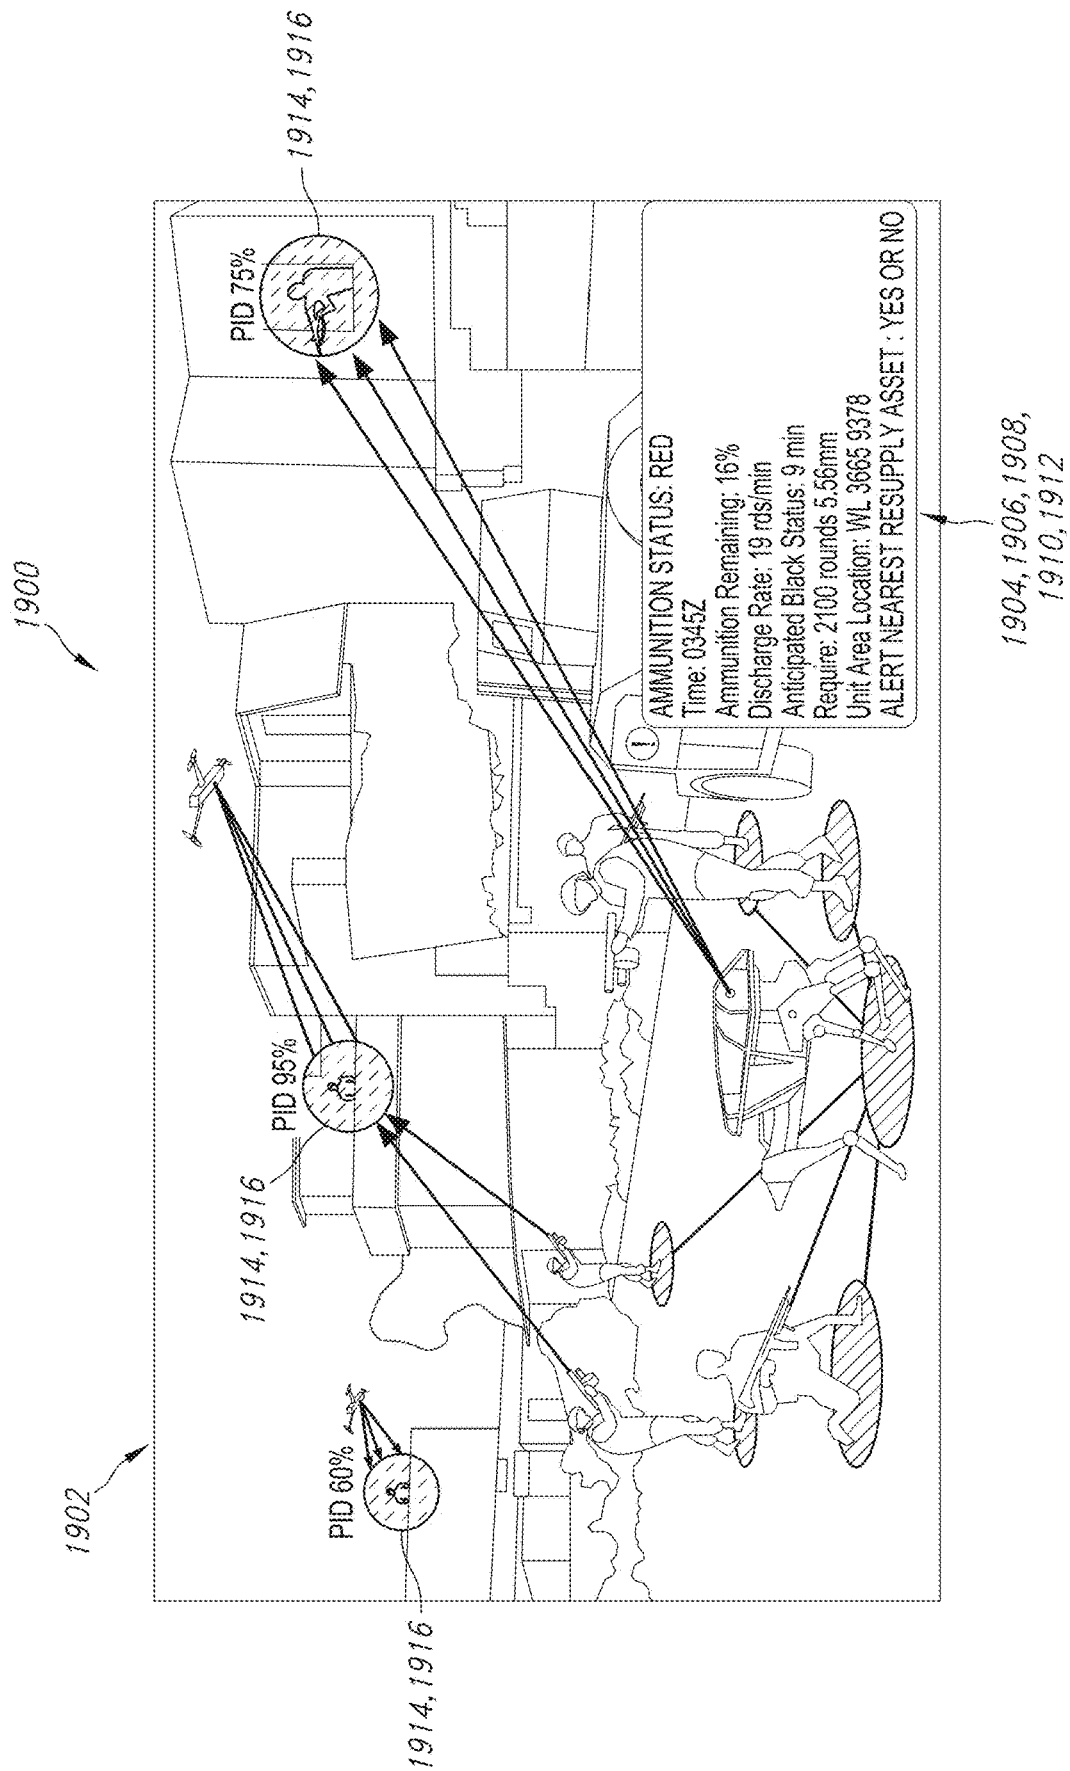 1900
1902
1914,1916
PID 60%
1914,1916
PID 95%
PID 75%
1914,1916
AMMUNITION STATUS: RED
Time: 0345Z
Ammunition Remaining: 16%
Discharge Rate: 19 rds/min
Anticipated Black Status: 9 min
Require: 2100 rounds 5.56mm
Unit Area Location: WL 3665 9378
ALERT NEAREST RESUPPLY ASSET : YES OR NO
1904,1906,1908,
1910,1912